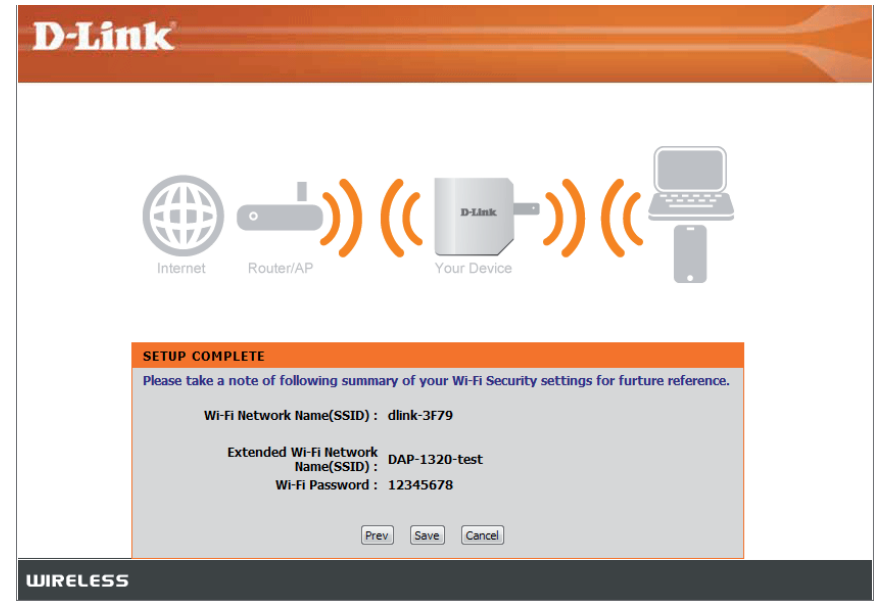 D-Link
D-Link
Internet
Router/AP
Your Device
SETUP COMPLETE
Please take a note of following summary of your Wi-Fi Security settings for furture reference.
Wi-Fi Network Name(SSID) : dlink-3F79
Extended Wi-Fi Network
Name(SSID) : DAP-1320-test
Wi-Fi Password : 12345678
Prev Save Cancel
WIRELESS